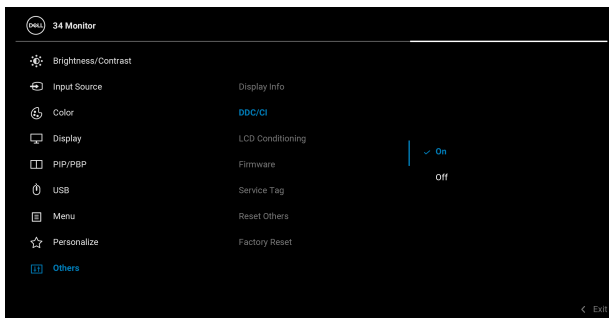 DELL
34 Monitor
Brightness/Contrast
Input Source
Display Info
Color
DDC/CI
Display
LCD Conditioning
On
PIP/PBP
Firmware
Off
USB
Service Tag
Menu
Reset Others
Personalize
Factory Reset
Others
Exit